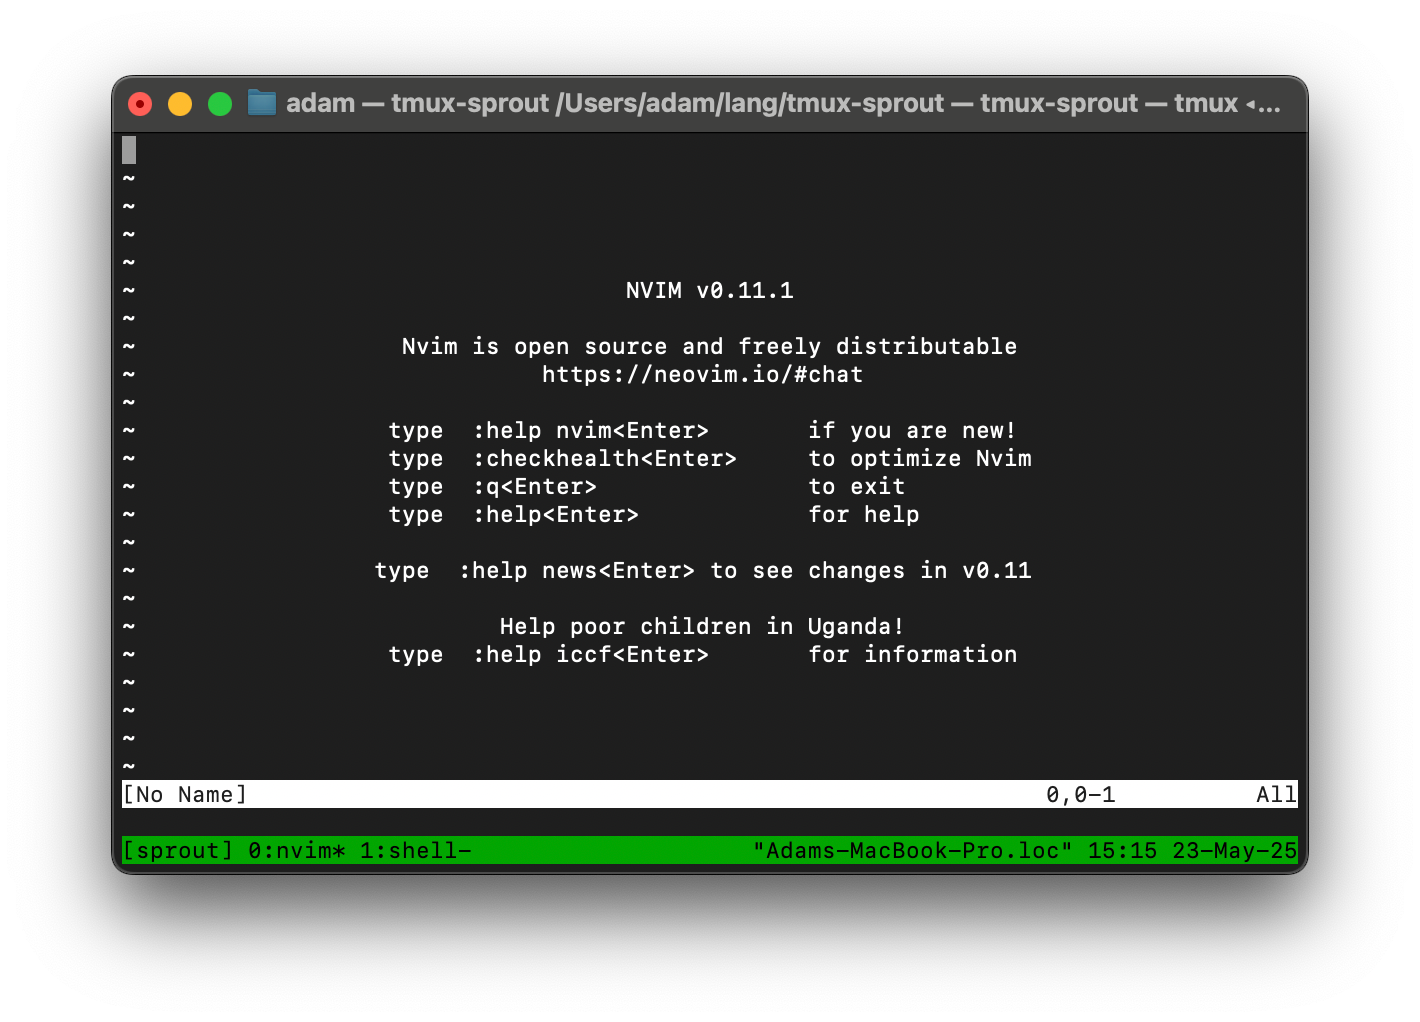 adam — tmux-sprout /Users/adam/lang/tmux-sprout — tmux-sprout — tmux ◂…
~
~
~
~
~ NVIM v0.11.1
~
~ Nvim is open source and freely distributable
~ https://neovim.io/#chat
~
~ type  :help nvim<Enter>       if you are new!
~ type  :checkhealth<Enter>     to optimize Nvim
~ type  :q<Enter>               to exit
~ type  :help<Enter>            for help
~
~ type  :help news<Enter> to see changes in v0.11
~
~ Help poor children in Uganda!
~ type  :help iccf<Enter>       for information
~
~
~
~
[No Name] 0,0-1 All
[sprout] 0:nvim* 1:shell- "Adams-MacBook-Pro.loc" 15:15 23-May-25